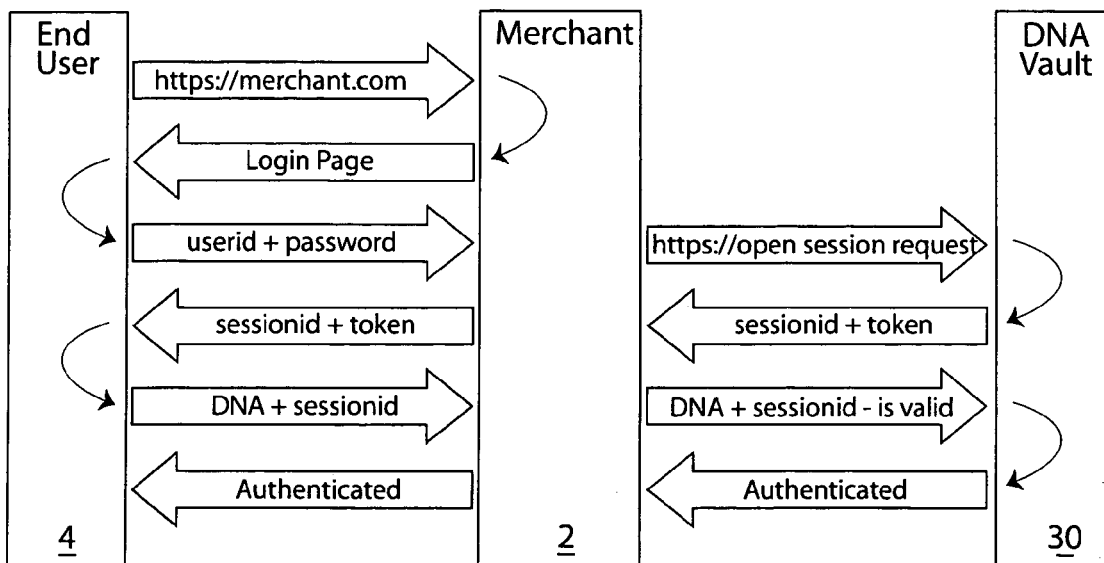 End
User
Merchant
DNA
Vault
https://merchant.com
Login Page
userid + password
https://open session request
sessionid + token
sessionid + token
DNA + sessionid
DNA + sessionid - is valid
Authenticated
Authenticated
4
2
30